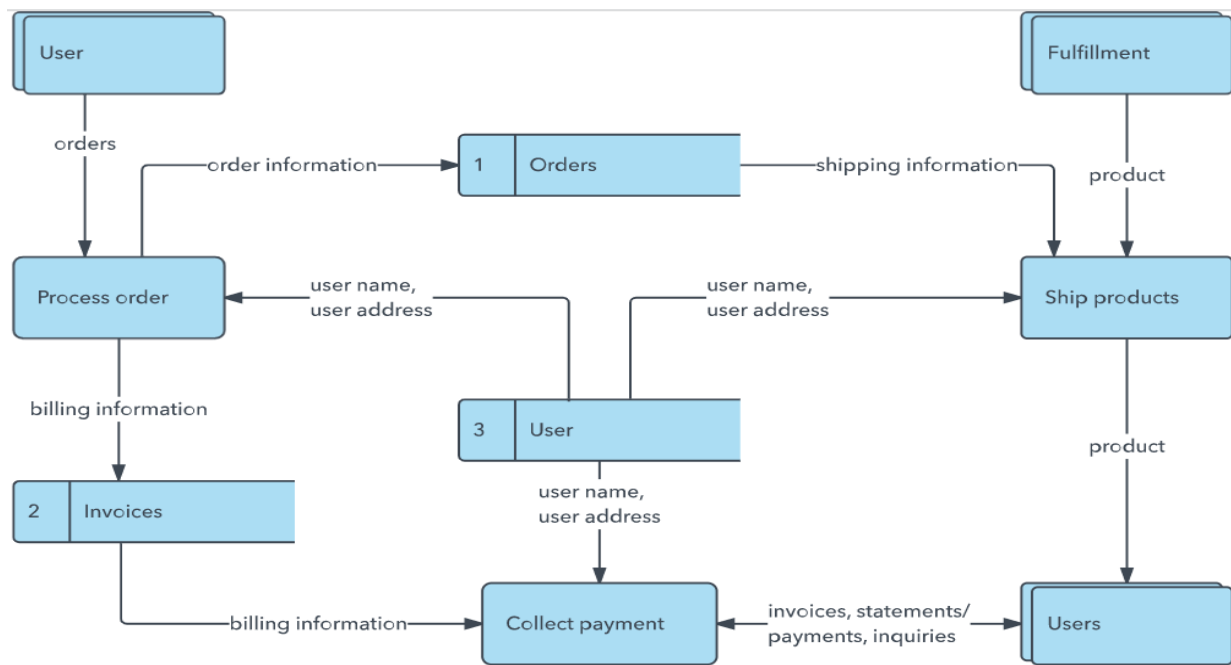 User
Fulfillment
orders
order information
1 Orders
shipping information
product
Process order
user name,
user address
user name,
user address
Ship products
billing information
3 User
product
2 Invoices
user name,
user address
billing information
Collect payment
invoices, statements/
payments, inquiries
Users